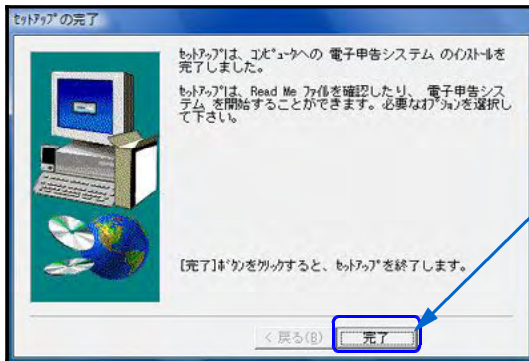 ｾｯﾄｱｯﾌﾟの完了
ｾｯﾄｱｯﾌﾟは、ｺﾝﾋﾟｭｰﾀへの 電子申告システム のｲﾝｽﾄｰﾙを
完了しました。
ｾｯﾄｱｯﾌﾟは、Read Me ﾌｧｲﾙを確認したり、 電子申告シス
テム を開始することができます。必要なｵﾌﾟｼｮﾝを選択し
て下さい。
[完了]ﾎﾞﾀﾝをｸﾘｯｸすると、ｾｯﾄｱｯﾌﾟを終了します。
< 戻る(B)
完了